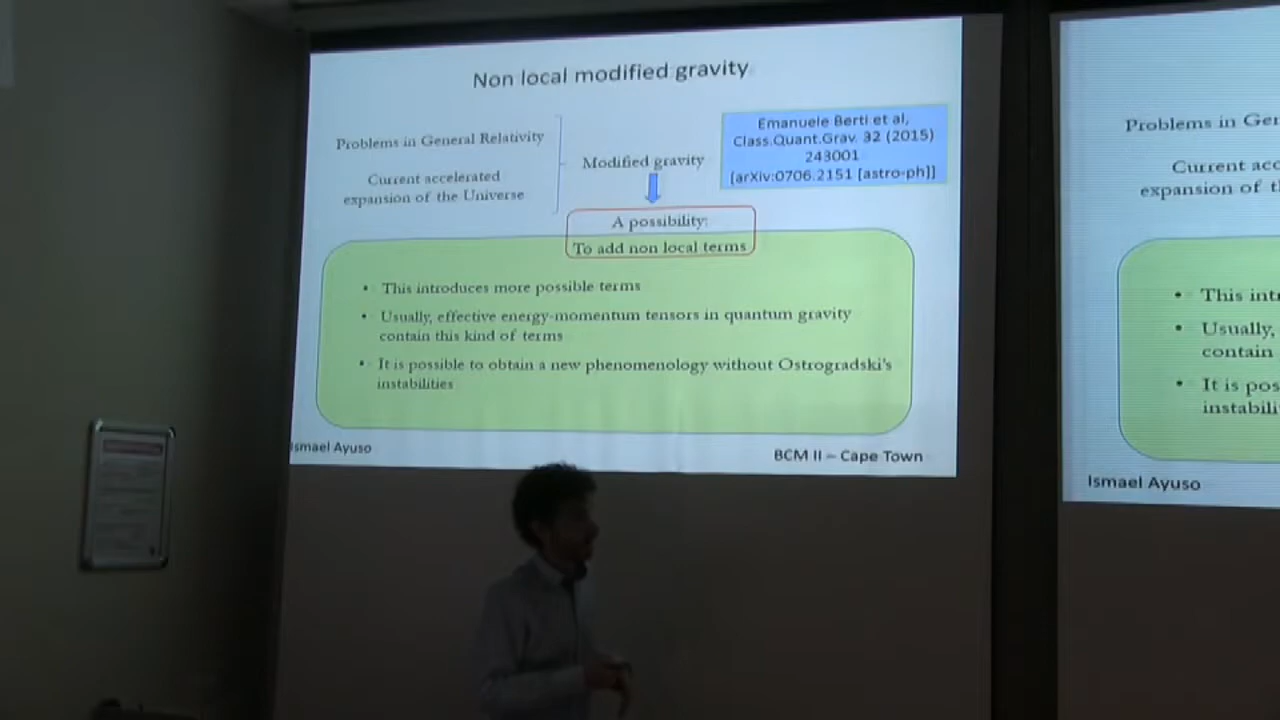 Non local modified gravity
Problems in General Relativity
Current accelerated
expansion of the Universe
Modified gravity
Emanuele Berti et al,
Class.Quant.Grav. 32 (2015)
243001
[arXiv:0706.2151 [astro-ph]]
A possibility:
To add non local terms
• This introduces more possible terms
• Usually, effective energy-momentum tensors in quantum gravity
contain this kind of terms
• It is possible to obtain a new phenomenology without Ostrogradski's
instabilities
Ismael Ayuso
BCM II – Cape Town
Problems in Gen
Current acc
expansion of t
• This int
• Usually,
contain
• It is pos
instabili
Ismael Ayuso